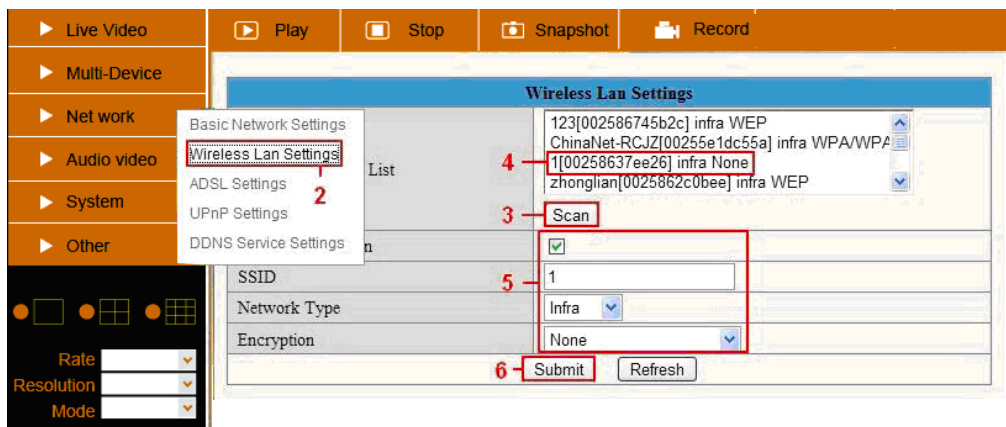 Live Video
Play
Stop
Snapshot
Record
Multi-Device
Net work
Audio video
System
Other
Basic Network Settings
Wireless Lan Settings
2
ADSL Settings
UPnP Settings
DDNS Service Settings
Wireless Lan Settings
List
123[002586745b2c] infra WEP
ChinaNet-RCJZ[00255e1dc55a] infra WPA/WPA
4
1[00258637ee26] infra None
zhonglian[0025862c0bee] infra WEP
3
Scan
n
SSID
5
1
Network Type
Infra
Encryption
None
6
Submit
Refresh
Rate
Resolution
Mode